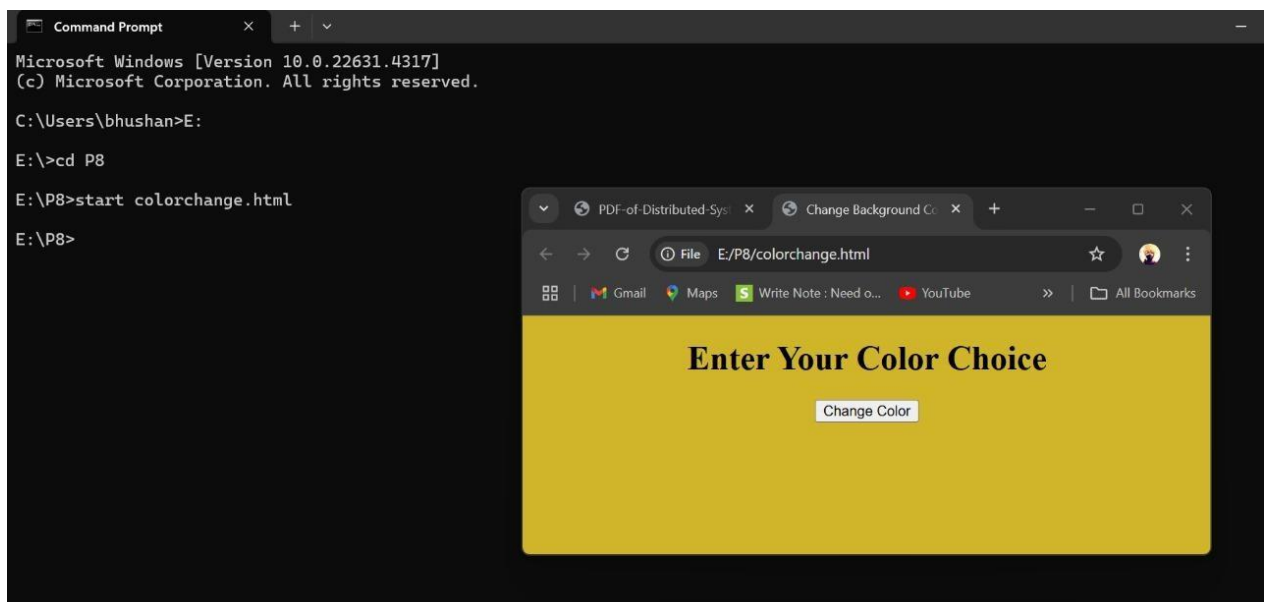 Command Prompt
Microsoft Windows [Version 10.0.22631.4317]
(c) Microsoft Corporation. All rights reserved.
C:\Users\bhushan>E:
E:\>cd P8
E:\P8>start colorchange.html
E:\P8>
PDF-of-Distributed-Sys
Change Background Co
File E:/P8/colorchange.html
Gmail Maps S Write Note : Need o... YouTube » All Bookmarks
Enter Your Color Choice
Change Color